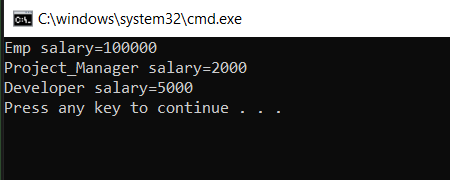 C:\windows\system32\cmd.exe
Emp salary=100000
Project_Manager salary=2000
Developer salary=5000
Press any key to continue . . .